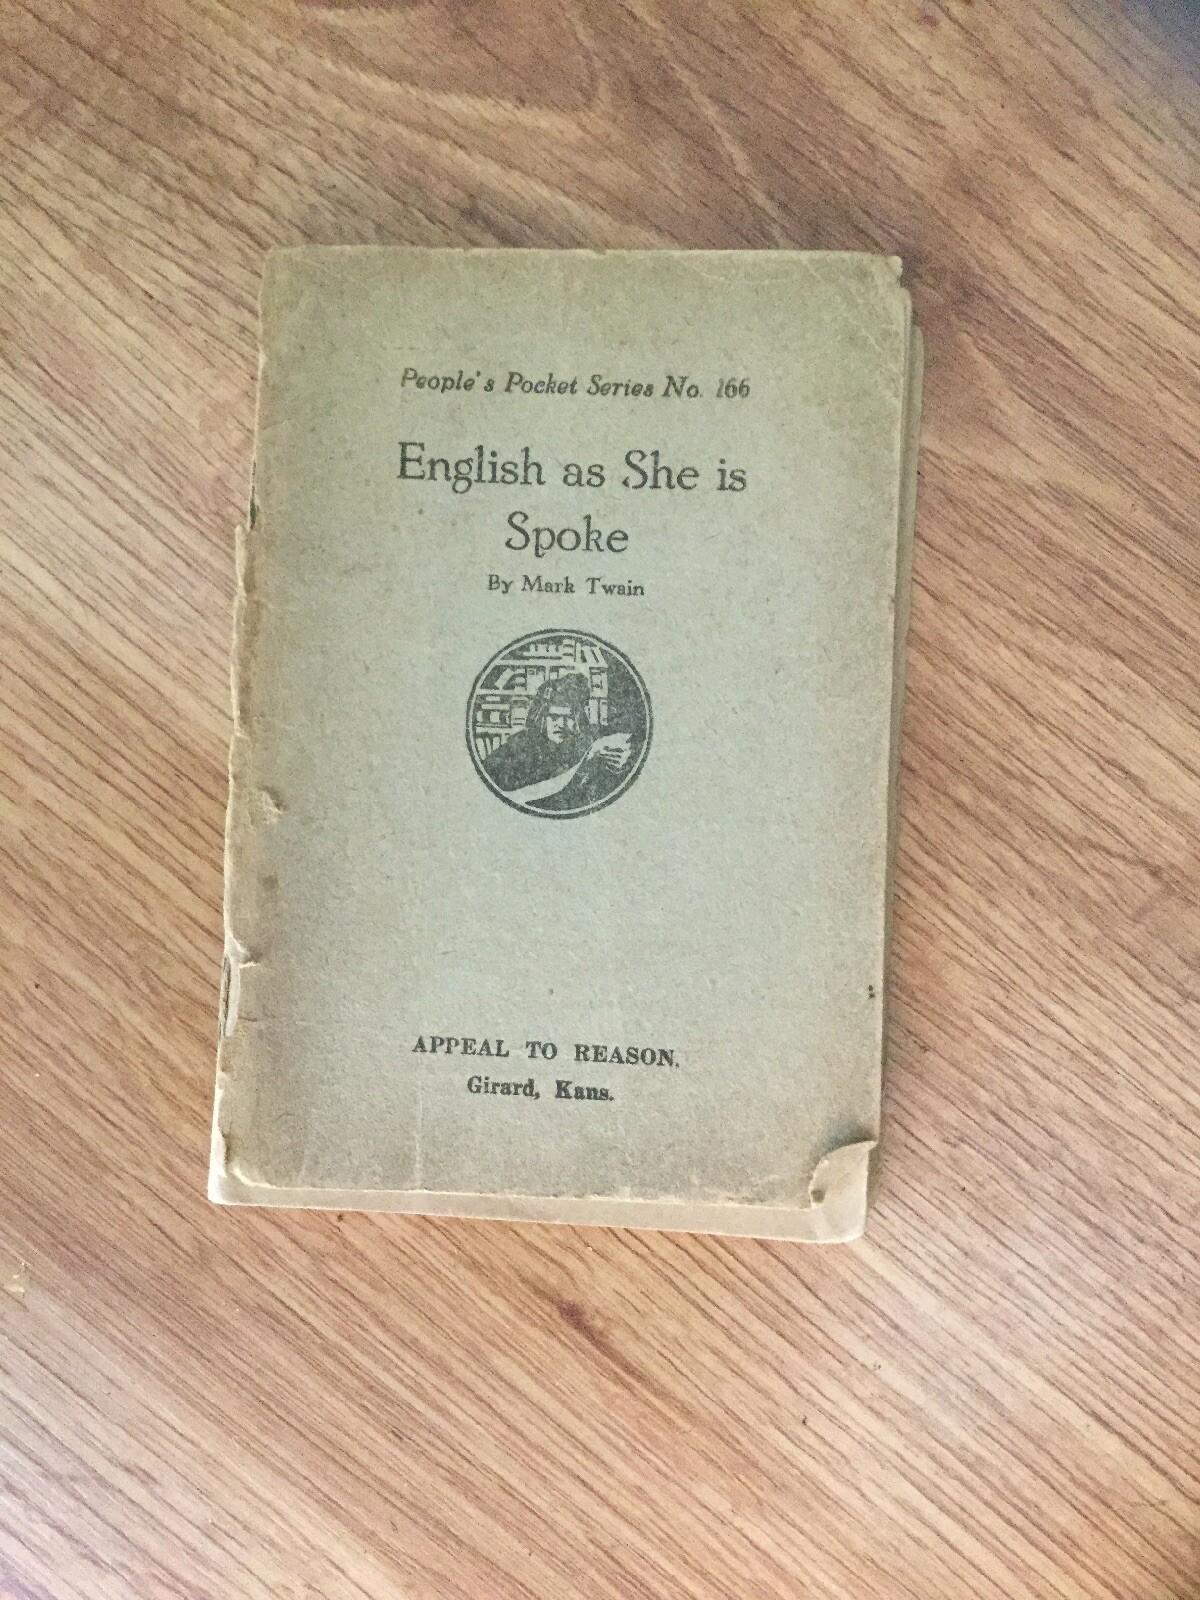 People's Pocket Series No. 166
English as She is
Spoke
By Mark Twain
APPEAL TO REASON.
Girard, Kans.